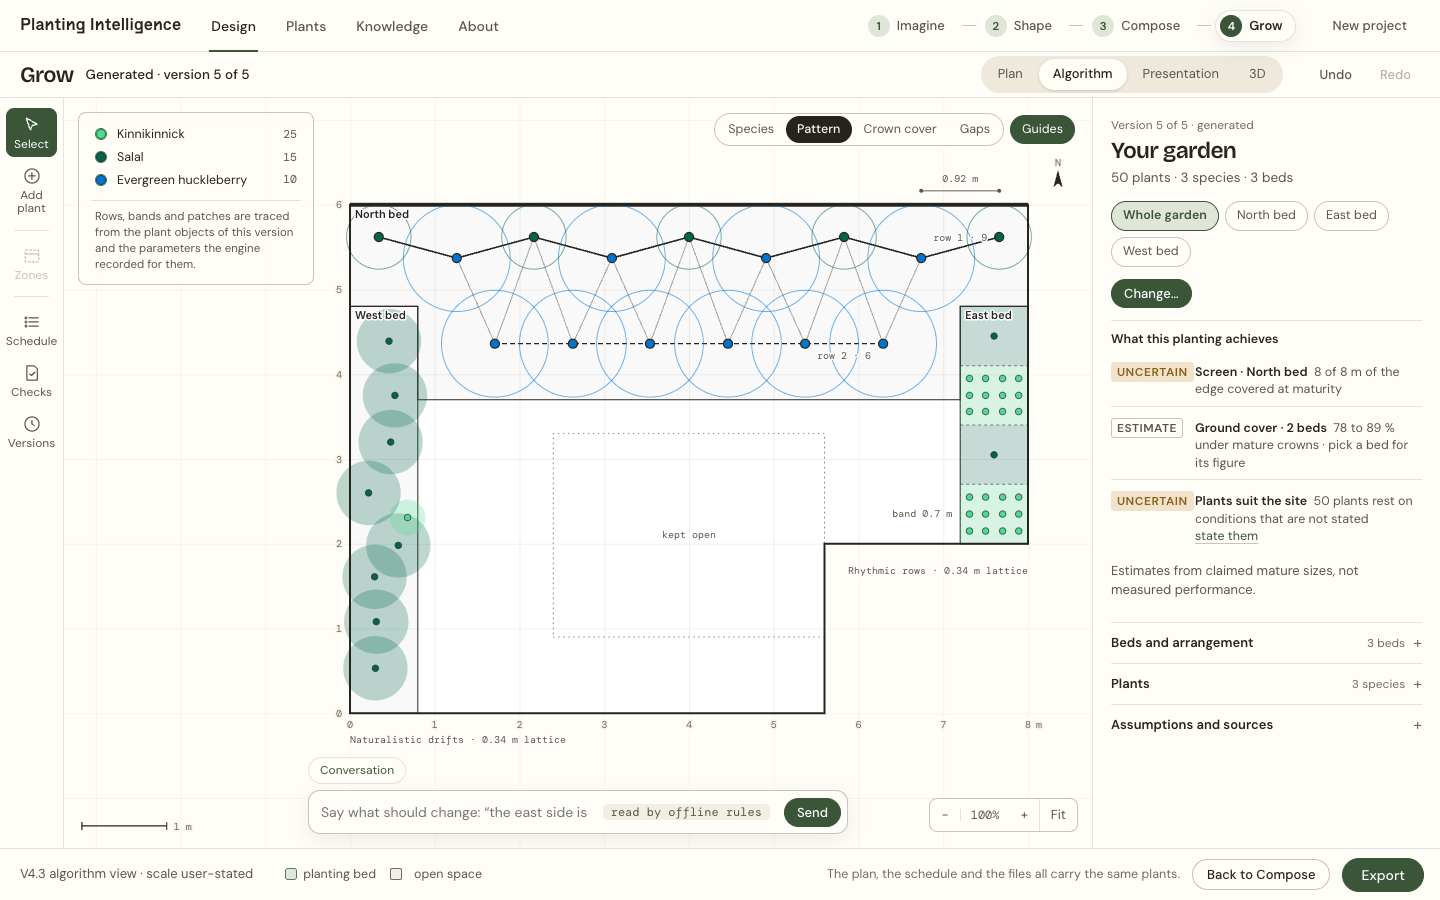 Planting Intelligence
Design
Plants
Knowledge
About
1 Imagine
2 Shape
3 Compose
4 Grow
New project
Grow
Generated · version 5 of 5
Plan
Algorithm
Presentation
3D
Undo
Redo
Select
Add
plant
Zones
Schedule
Checks
Versions
Kinnikinnick 25
Salal 15
Evergreen huckleberry 10
Rows, bands and patches are traced
from the plant objects of this version
and the parameters the engine
recorded for them.
Species
Pattern
Crown cover
Gaps
Guides
N
0.92 m
6
5
4
3
2
1
0
North bed
row 1 · 9
West bed
East bed
row 2 · 6
band 0.7 m
kept open
Rhythmic rows · 0.34 m lattice
0
1
2
3
4
5
6
7
8 m
Naturalistic drifts · 0.34 m lattice
Conversation
Say what should change: “the east side is
read by offline rules
Send
1 m
−
100%
+
Fit
Version 5 of 5 · generated
Your garden
50 plants · 3 species · 3 beds
Whole garden
North bed
East bed
West bed
Change…
What this planting achieves
UNCERTAIN Screen · North bed 8 of 8 m of the
edge covered at maturity
ESTIMATE Ground cover · 2 beds 78 to 89 %
under mature crowns · pick a bed for
its figure
UNCERTAIN Plants suit the site 50 plants rest on
conditions that are not stated
state them
Estimates from claimed mature sizes, not
measured performance.
Beds and arrangement 3 beds +
Plants 3 species +
Assumptions and sources +
V4.3 algorithm view · scale user-stated
planting bed
open space
The plan, the schedule and the files all carry the same plants.
Back to Compose
Export